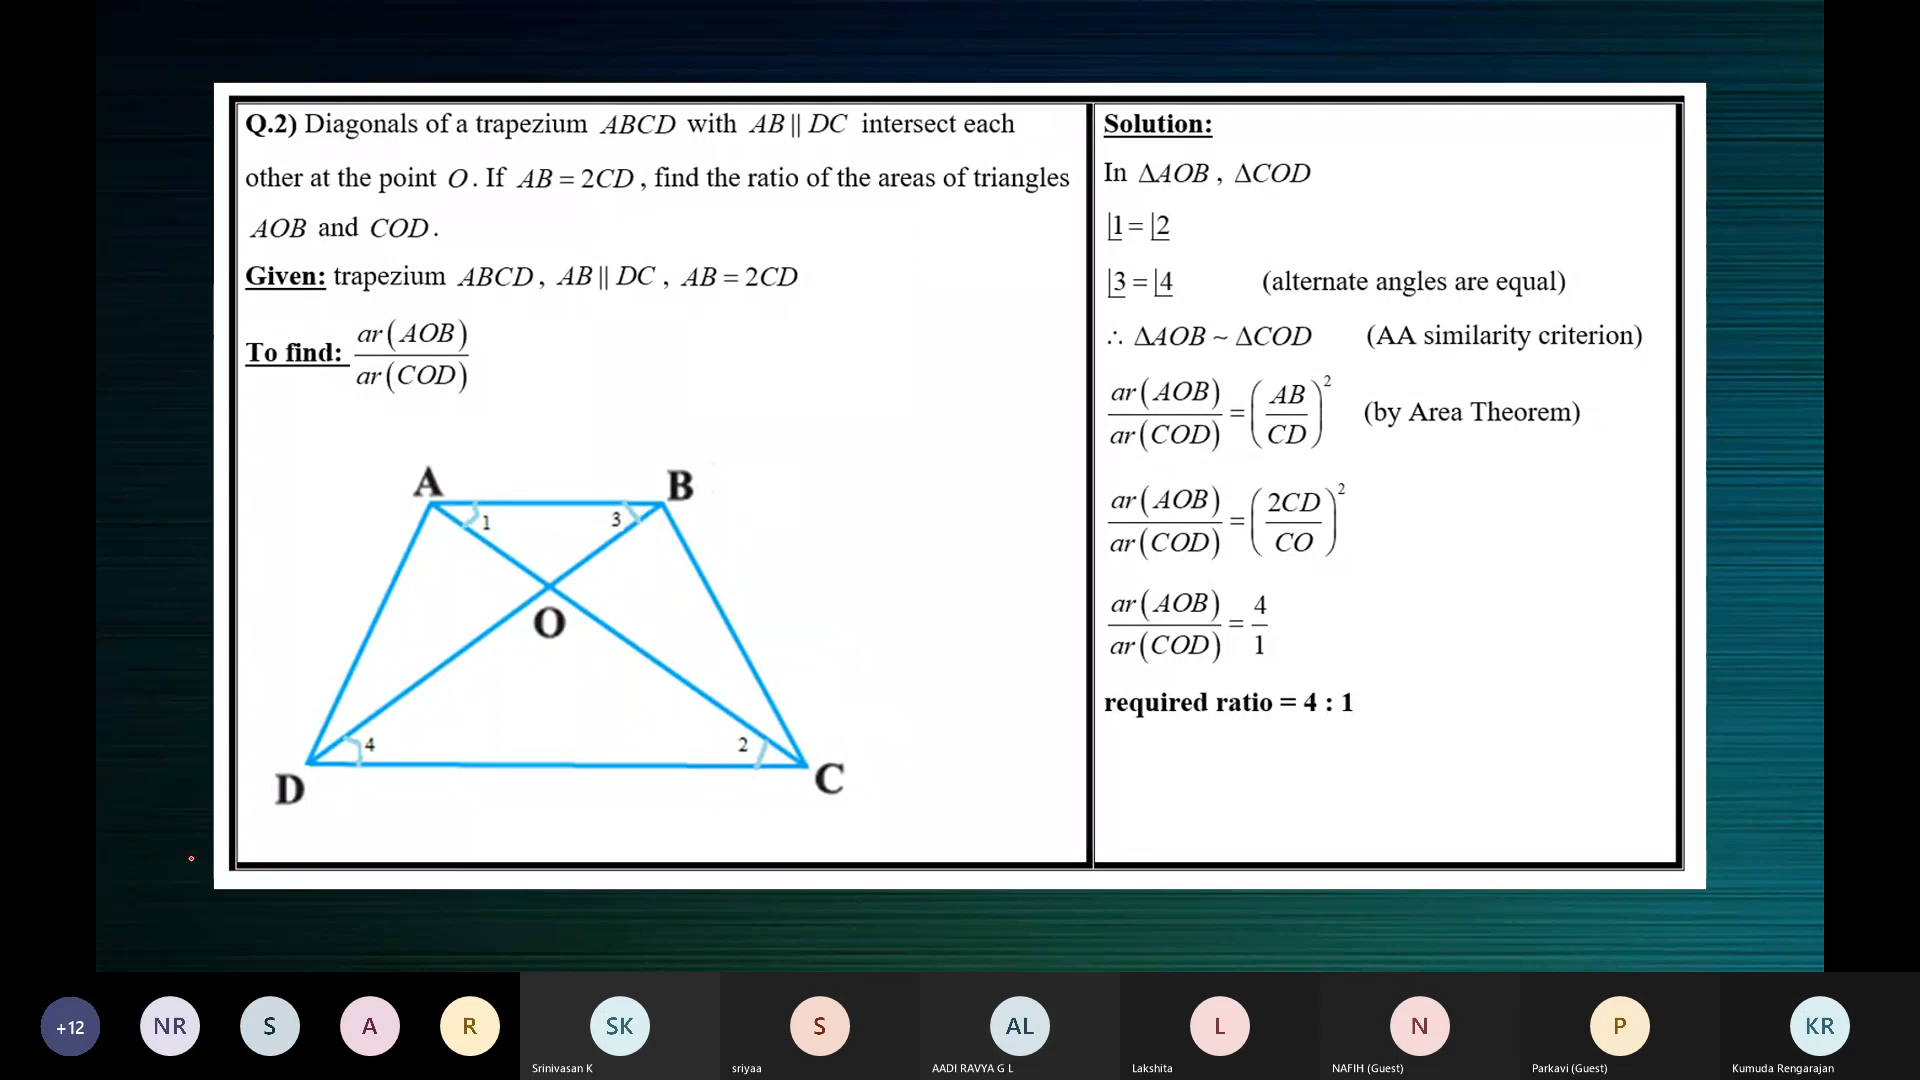 Q.2) Diagonals of a trapezium ABCD with AB || DC intersect each
other at the point O. If AB = 2CD, find the ratio of the areas of triangles
AOB and COD.
Given: trapezium ABCD, AB || DC, AB = 2CD
To find: ar(AOB)/ar(COD)
A
B
1
3
O
4
2
D
C
Solution:
In ΔAOB, ΔCOD
∠1 = ∠2
∠3 = ∠4 (alternate angles are equal)
∴ ΔAOB ~ ΔCOD (AA similarity criterion)
ar(AOB)/ar(COD) = (AB/CD)² (by Area Theorem)
ar(AOB)/ar(COD) = (2CD/CO)²
ar(AOB)/ar(COD) = 4/1
required ratio = 4 : 1
+12
NR
S
A
R
SK
S
AL
L
N
P
KR
Srinivasan K
sriyaa
AADI RAVYA G L
Lakshita
NAFIH (Guest)
Parkavi (Guest)
Kumuda Rengarajan